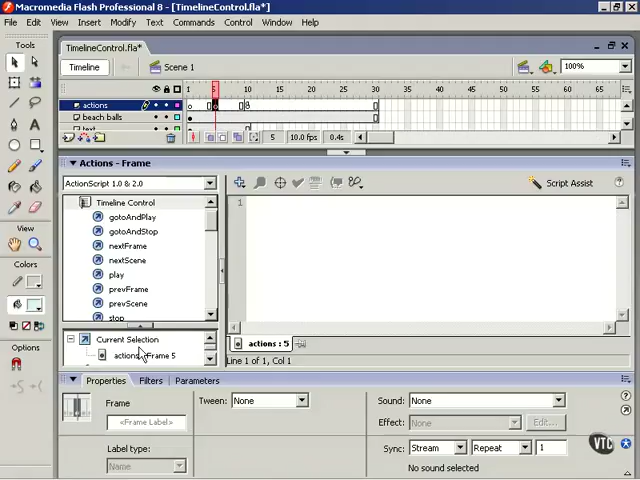 Macromedia Flash Professional 8 - [TimelineControl.fla*]
File View Insert Modify Text Commands Control Window Help
Tools
TimelineControl.fla*
Timeline Scene 1 100%
1 5 10 15 20 25 30 35 40 45 50 55 60 65
actions
beach balls
text
5 10.0 fps 0.4s
Actions - Frame
ActionScript 1.0 & 2.0
Script Assist
Timeline Control
gotoAndPlay
gotoAndStop
nextFrame
nextScene
play
prevFrame
prevScene
stop
1
View
Colors
Options
Current Selection
actions : Frame 5
actions : 5
Line 1 of 1, Col 1
Properties Filters Parameters
Frame
<Frame Label>
Label type:
Name
Tween: None
Sound: None
Effect: None Edit...
Sync: Stream Repeat 1
No sound selected
VTC